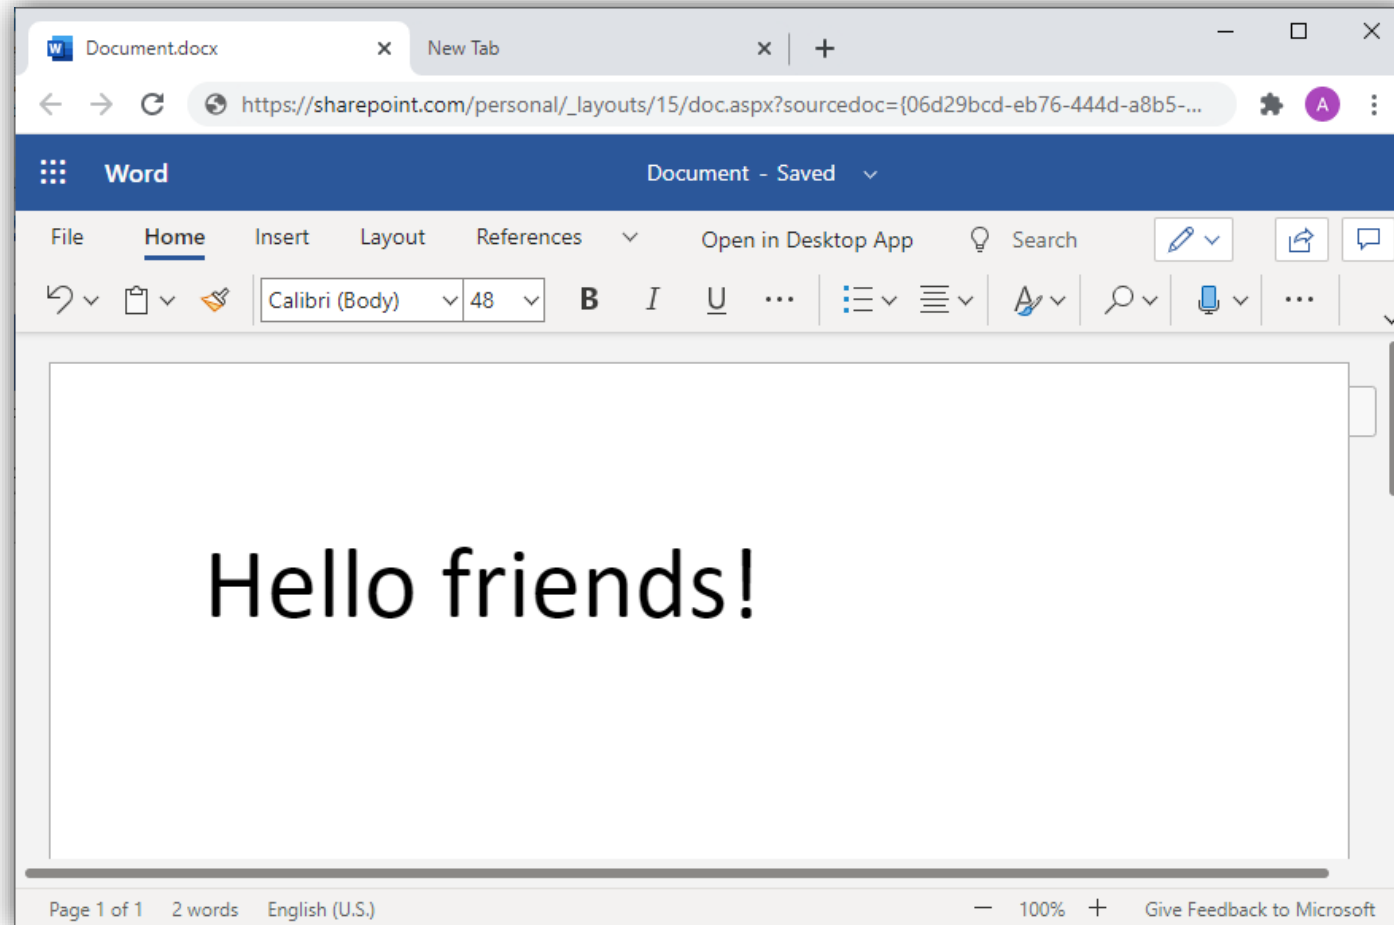 Document.docx
New Tab
https://sharepoint.com/personal/_layouts/15/doc.aspx?sourcedoc={06d29bcd-eb76-444d-a8b5-...
A
Word
Document - Saved
File Home Insert Layout References Open in Desktop App Search
Calibri (Body) 48 B I U
Hello friends!
Page 1 of 1 2 words English (U.S.) 100% Give Feedback to Microsoft